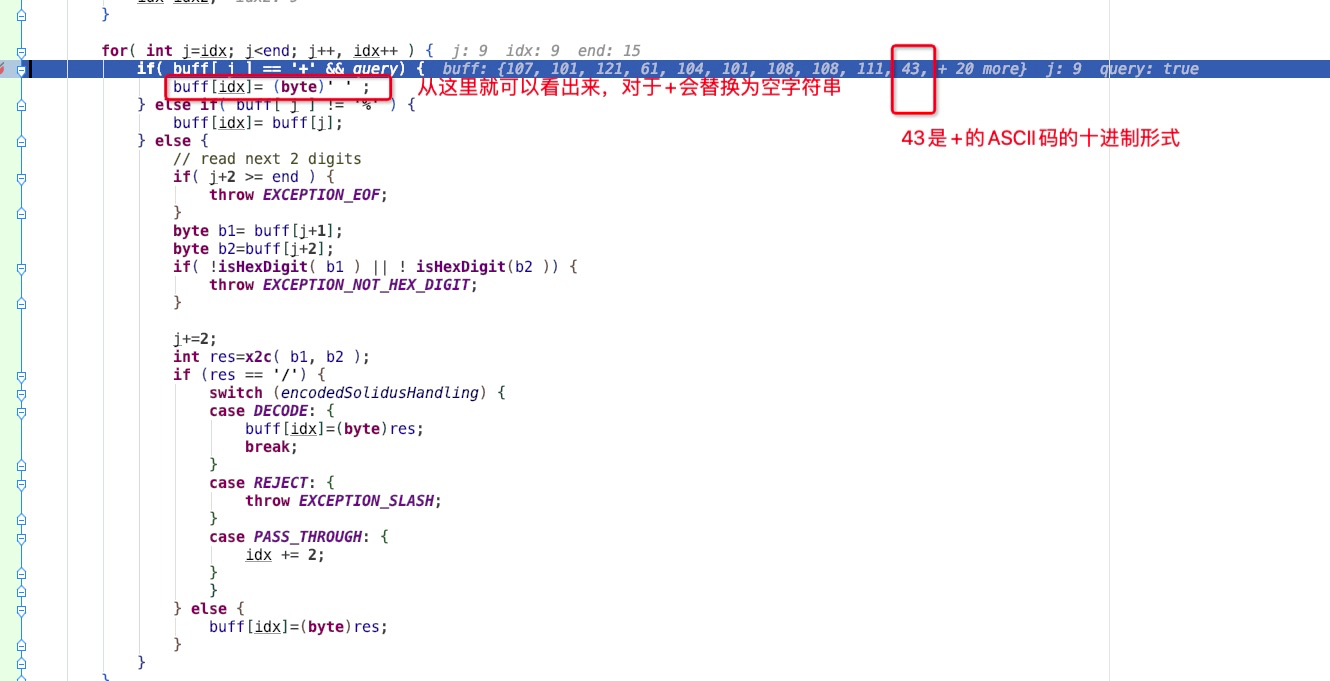 }
for( int j=idx; j<end; j++, idx++ ) { j: 9 idx: 9 end: 15
if( buff[ j ] == '+' && query) { buff: {107, 101, 121, 61, 104, 101, 108, 108, 111, 43, + 20 more} j: 9 query: true
buff[idx]= (byte)' ' ; 从这里就可以看出来，对于+会替换为空字符串
} else if( buff[ j ] != '%' ) {
buff[idx]= buff[j];
43是+的ASCII码的十进制形式
} else {
// read next 2 digits
if( j+2 >= end ) {
throw EXCEPTION_EOF;
}
byte b1= buff[j+1];
byte b2=buff[j+2];
if( !isHexDigit( b1 ) || ! isHexDigit(b2 )) {
throw EXCEPTION_NOT_HEX_DIGIT;
}
j+=2;
int res=x2c( b1, b2 );
if (res == '/') {
switch (encodedSolidusHandling) {
case DECODE: {
buff[idx]=(byte)res;
break;
}
case REJECT: {
throw EXCEPTION_SLASH;
}
case PASS_THROUGH: {
idx += 2;
}
}
} else {
buff[idx]=(byte)res;
}
}
}